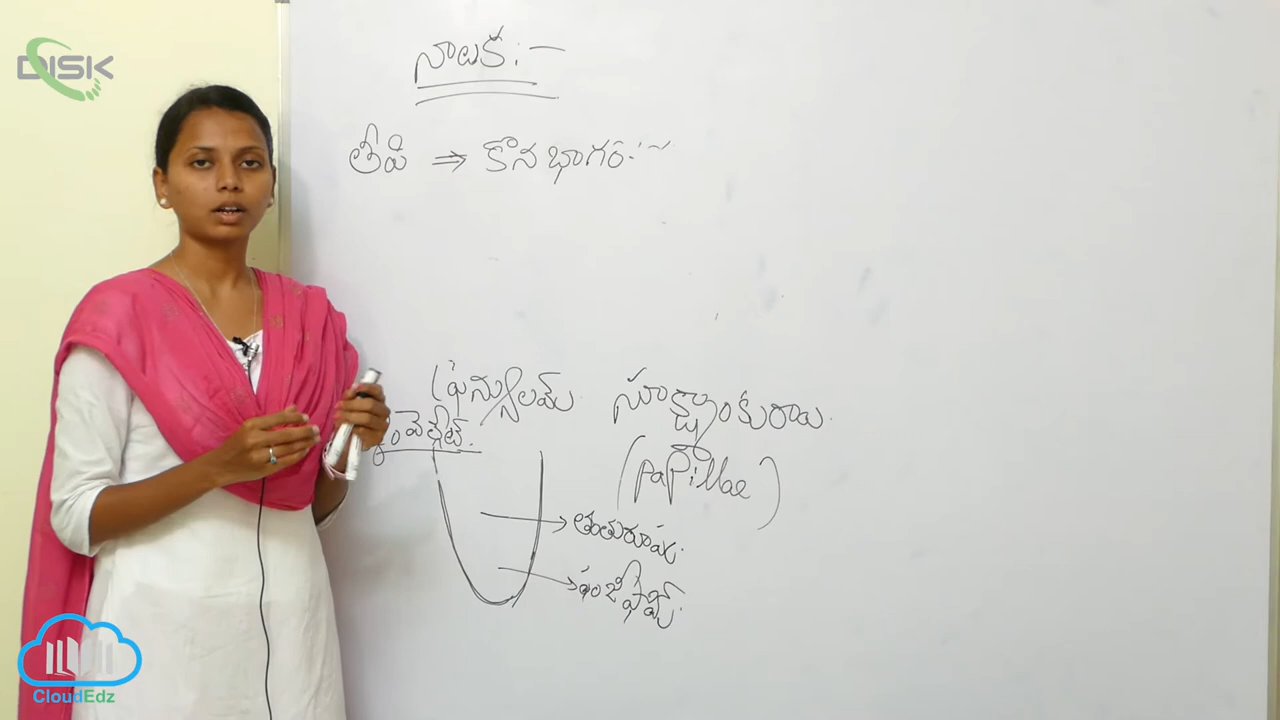 DISK
నాలుక :-
తీపి ⇒ కొన భాగం.
సూక్ష్మాంకురాలు
(papillae)
తంతురూప
ఫంజిఫామ్
CloudEdz